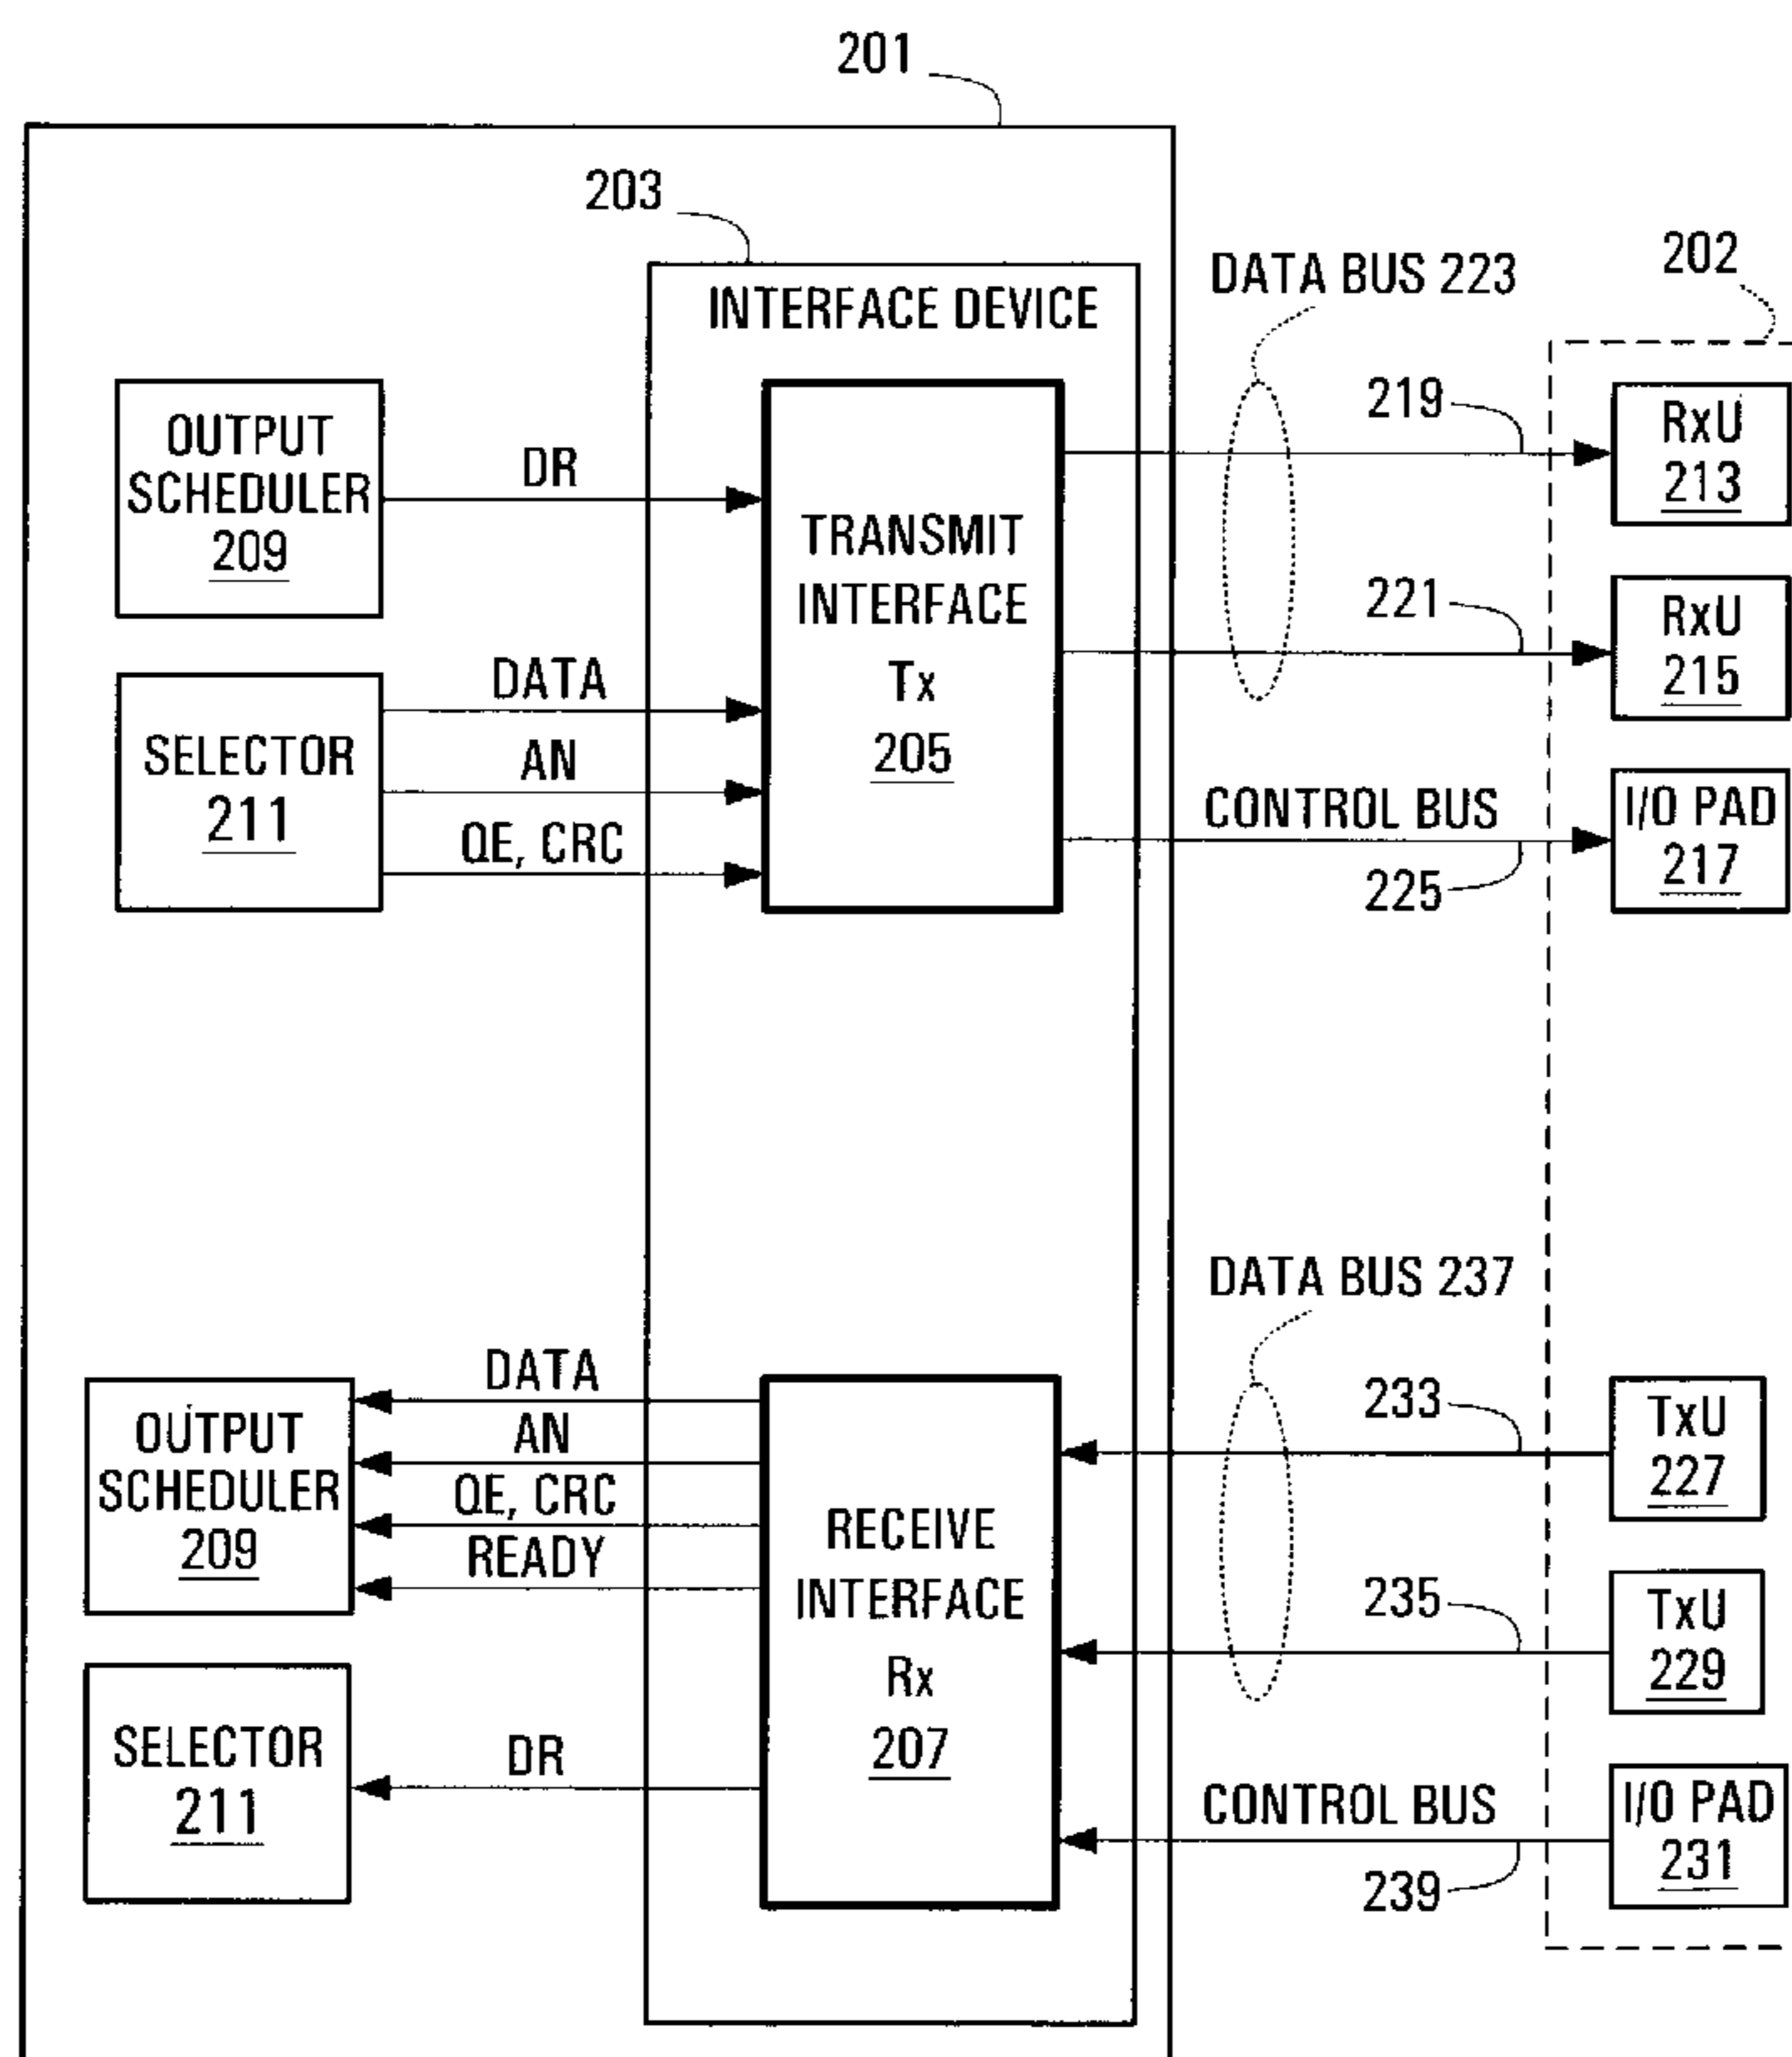 201
203
INTERFACE DEVICE
DATA BUS 223
202
OUTPUT
SCHEDULER
209
DR
TRANSMIT
INTERFACE
Tx
205
219
RxU
213
221
RxU
215
SELECTOR
211
DATA
AN
QE, CRC
CONTROL BUS
225
I/O PAD
217
DATA BUS 237
OUTPUT
SCHEDULER
209
DATA
AN
QE, CRC
READY
RECEIVE
INTERFACE
Rx
207
233
TxU
227
235
TxU
229
SELECTOR
211
DR
CONTROL BUS
239
I/O PAD
231